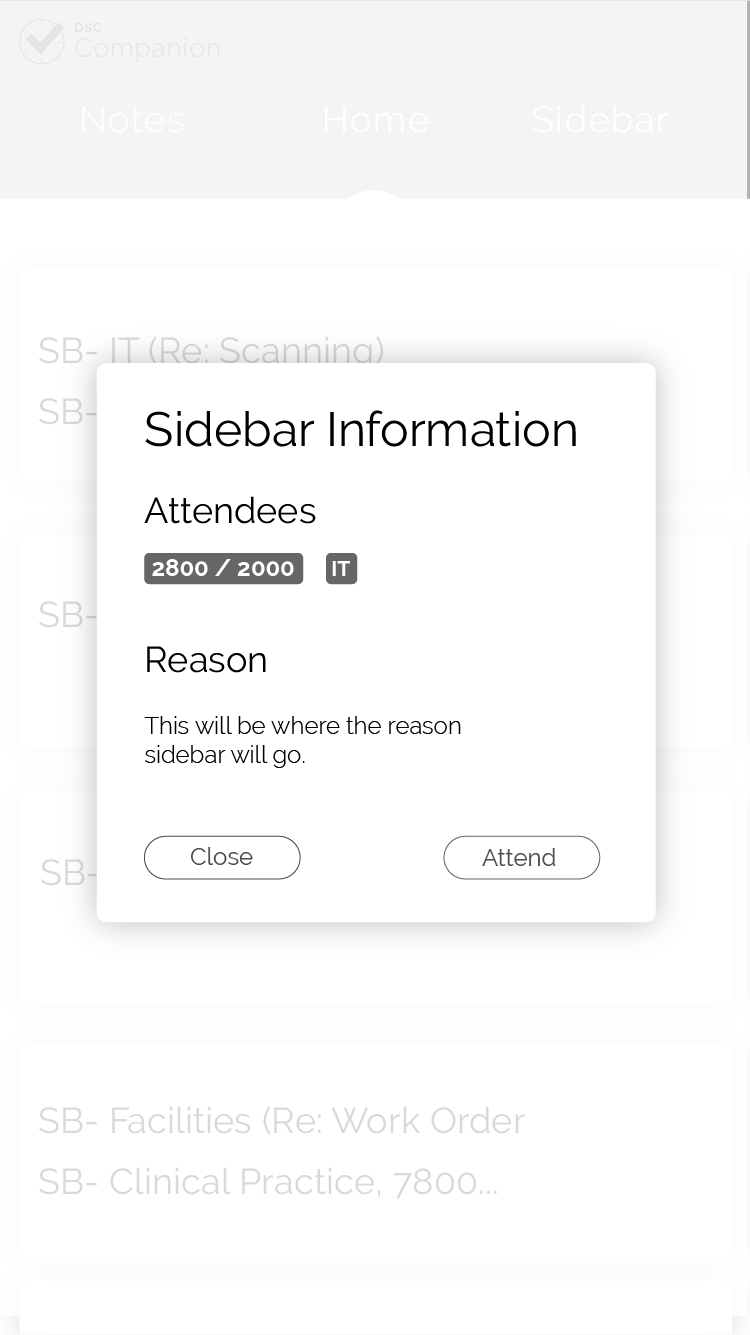 DSC
Companion
Notes Home Sidebar
SB- IT (Re: Scanning)
SB-
Sidebar Information
Attendees
2800 / 2000 IT
SB-
Reason
This will be where the reason
sidebar will go.
Close Attend
SB-
SB- Facilities (Re: Work Order
SB- Clinical Practice, 7800...